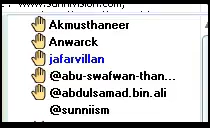 www.sunnivision.com,
Akmusthaneer
Anwarck
jafarvillan
@abu-swafwan-than...
@abdulsamad.bin.ali
@sunniism